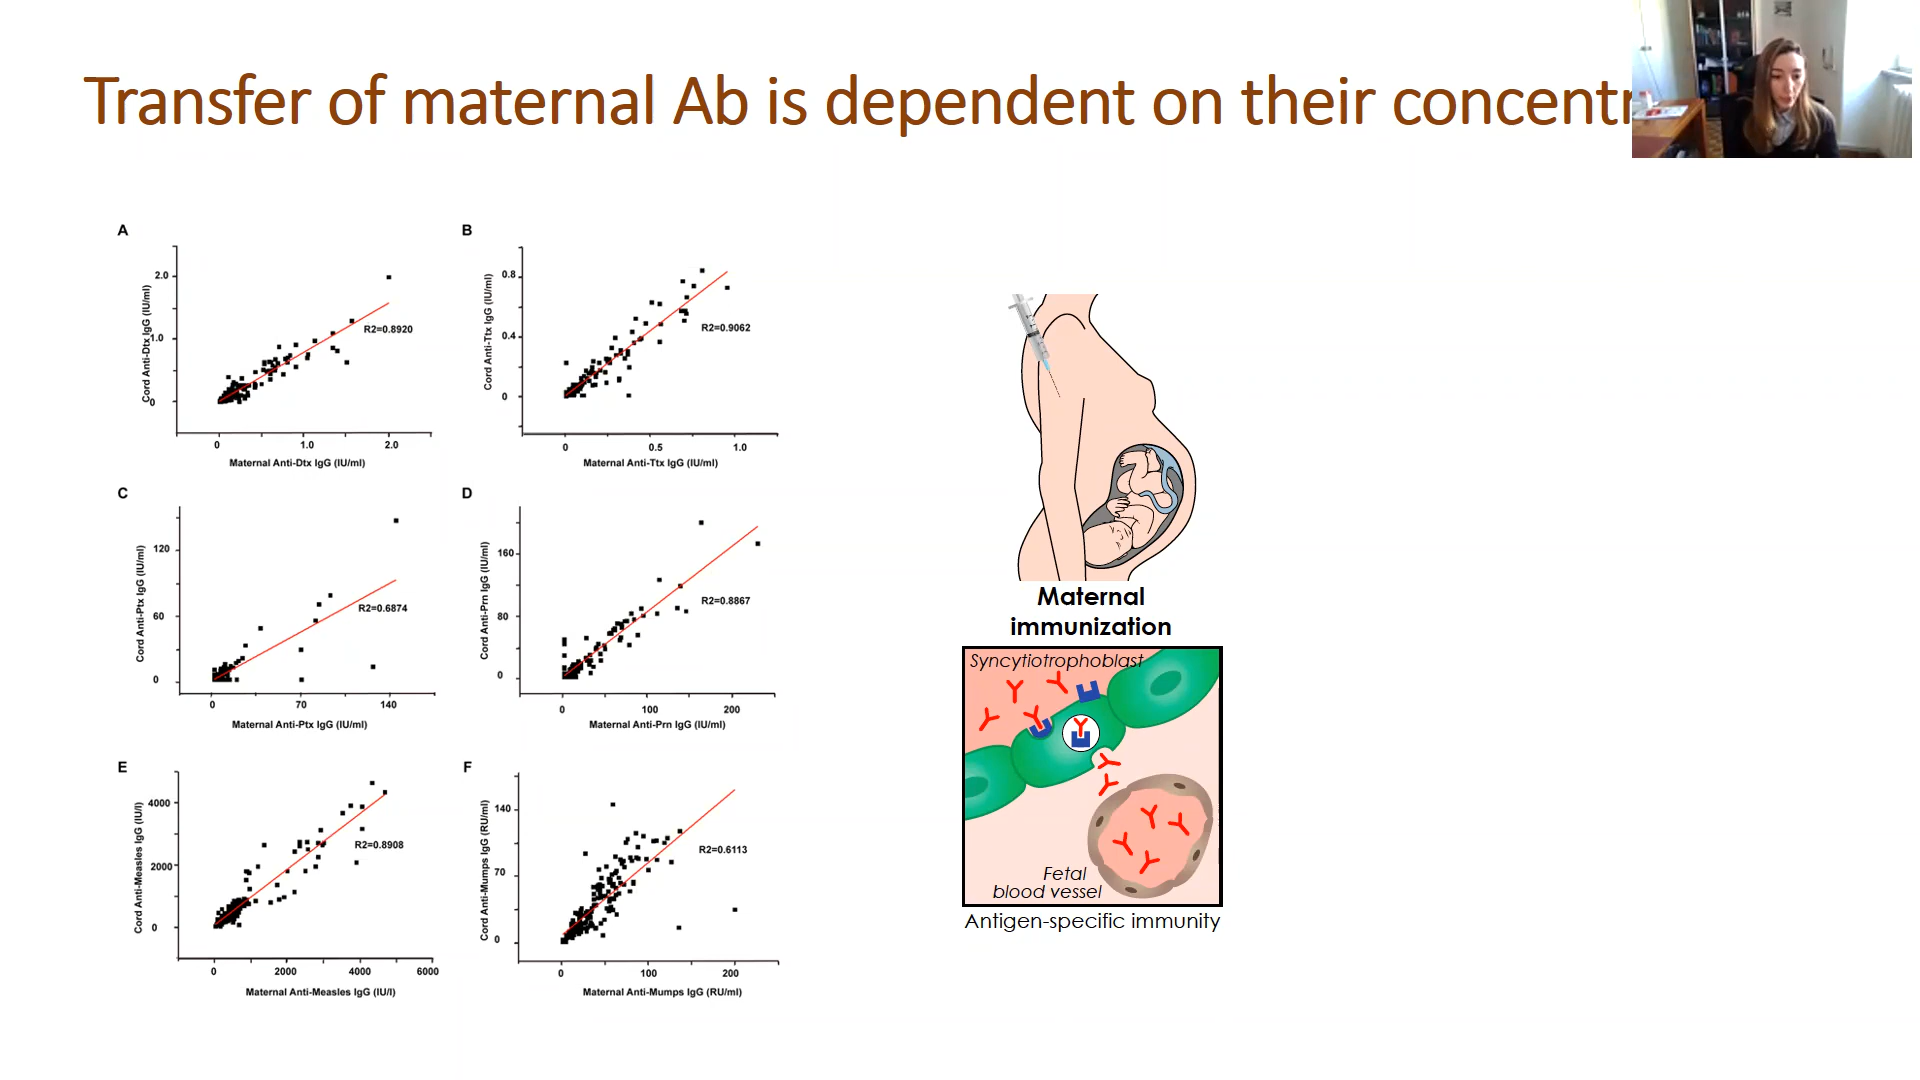 Transfer of maternal Ab is dependent on their concentr
A
2.0
1.0
0
Cord Anti-Dtx IgG (IU/ml)
R2=0.8920
0 1.0 2.0
Maternal Anti-Dtx IgG (IU/ml)
B
0.8
0.4
0
Cord Anti-Ttx IgG (IU/ml)
R2=0.9062
0 0.5 1.0
Maternal Anti-Ttx IgG (IU/ml)
C
120
60
0
Cord Anti-Ptx IgG (IU/ml)
R2=0.6874
0 70 140
Maternal Anti-Ptx IgG (IU/ml)
D
160
80
0
Cord Anti-Prn IgG (IU/ml)
R2=0.8867
0 100 200
Maternal Anti-Prn IgG (IU/ml)
E
4000
2000
0
Cord Anti-Measles IgG (IU/l)
R2=0.8908
0 2000 4000 6000
Maternal Anti-Measles IgG (IU/l)
F
140
70
0
Cord Anti-Mumps IgG (RU/ml)
R2=0.6113
0 100 200
Maternal Anti-Mumps IgG (RU/ml)
Maternal
immunization
Syncytiotrophoblast
Fetal
blood vessel
Antigen-specific immunity